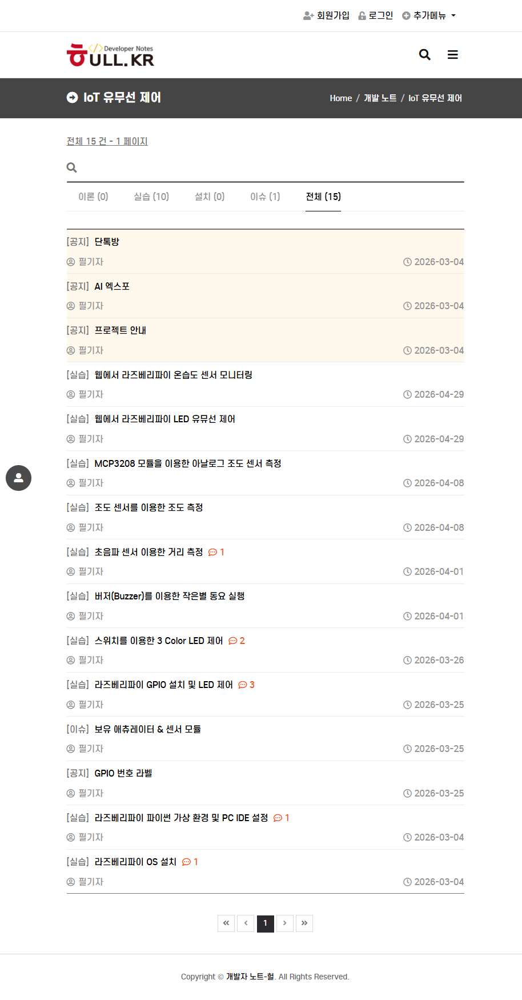 회원가입 로그인 추가메뉴
</> Developer Notes
ㅎULL.KR
IoT 유무선 제어
Home / 개발 노트 / IoT 유무선 제어
전체 15 건 - 1 페이지
이론 (0) 실습 (10) 설치 (0) 이슈 (1) 전체 (15)
[공지] 단톡방
필기자 2026-03-04
[공지] AI 엑스포
필기자 2026-03-04
[공지] 프로젝트 안내
필기자 2026-03-04
[실습] 웹에서 라즈베리파이 온습도 센서 모니터링
필기자 2026-04-29
[실습] 웹에서 라즈베리파이 LED 유뮤선 제어
필기자 2026-04-29
[실습] MCP3208 모듈을 이용한 아날로그 조도 센서 측정
필기자 2026-04-08
[실습] 조도 센서를 이용한 조도 측정
필기자 2026-04-08
[실습] 초음파 센서 이용한 거리 측정 1
필기자 2026-04-01
[실습] 버저(Buzzer)를 이용한 작은별 동요 실행
필기자 2026-04-01
[실습] 스위치를 이용한 3 Color LED 제어 2
필기자 2026-03-26
[실습] 라즈베리파이 GPIO 설치 및 LED 제어 3
필기자 2026-03-25
[이슈] 보유 애츄레이터 & 센서 모듈
필기자 2026-03-25
[공지] GPIO 번호 라벨
필기자 2026-03-25
[실습] 라즈베리파이 파이썬 가상 환경 및 PC IDE 설정 1
필기자 2026-03-04
[실습] 라즈베리파이 OS 설치 1
필기자 2026-03-04
1
Copyright © 개발자 노트-헐. All Rights Reserved.